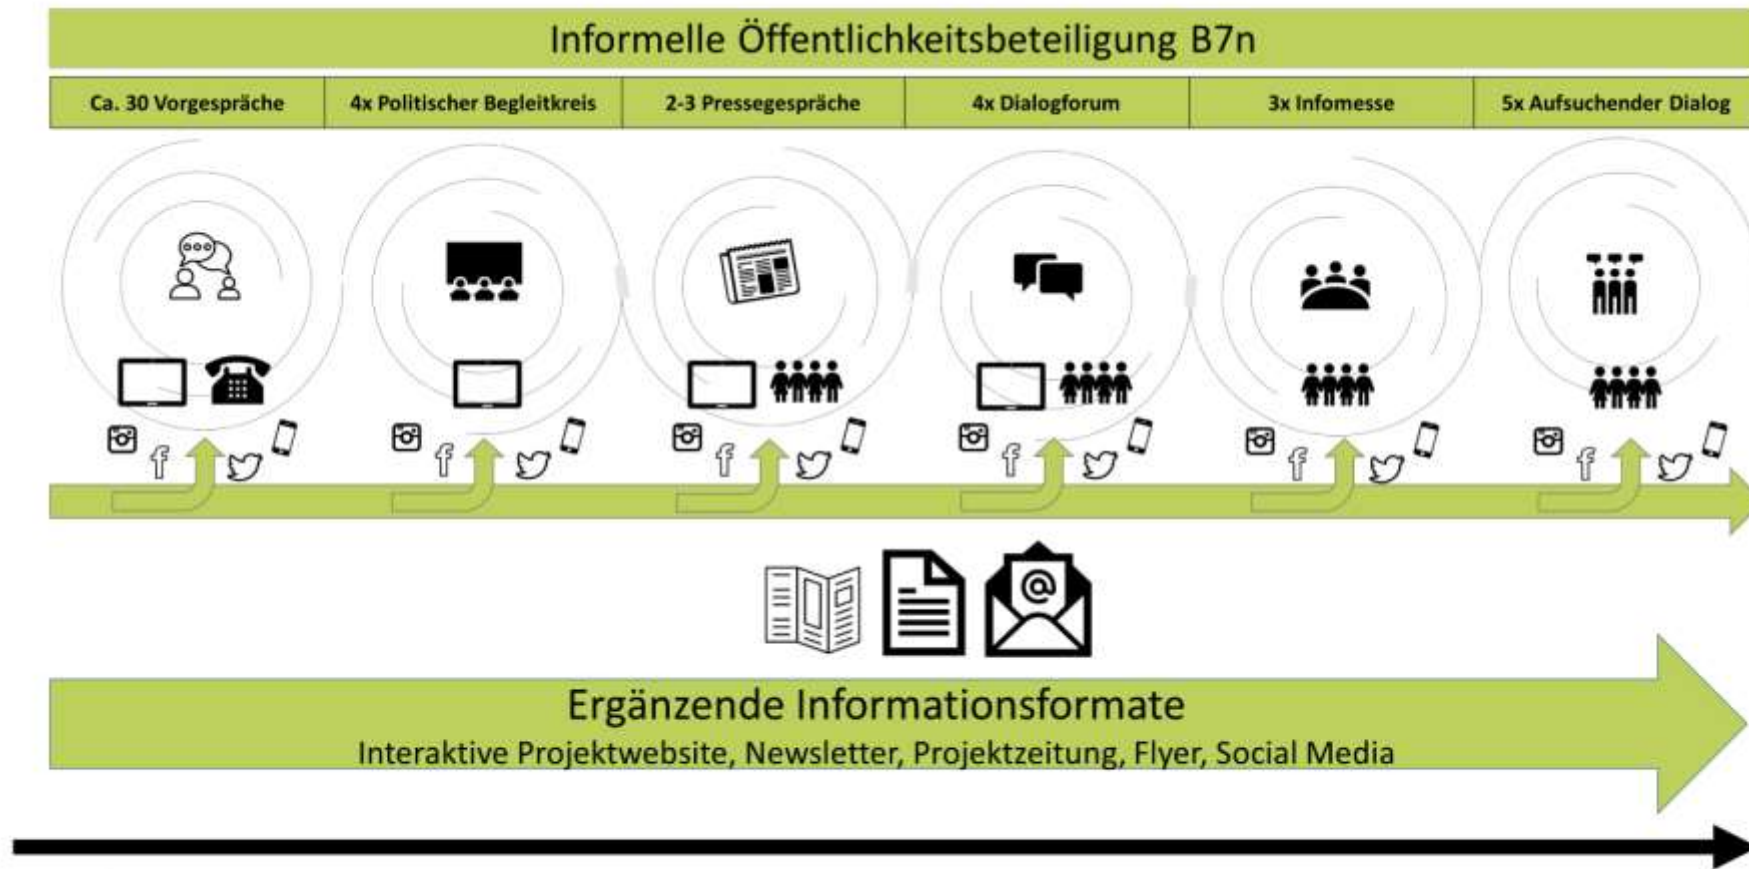 Informelle Öffentlichkeitsbeteiligung B7n
Ca. 30 Vorgespräche
4x Politischer Begleitkreis
2-3 Pressegespräche
4x Dialogforum
3x Infomesse
5x Aufsuchender Dialog
Ergänzende Informationsformate
Interaktive Projektwebsite, Newsletter, Projektzeitung, Flyer, Social Media